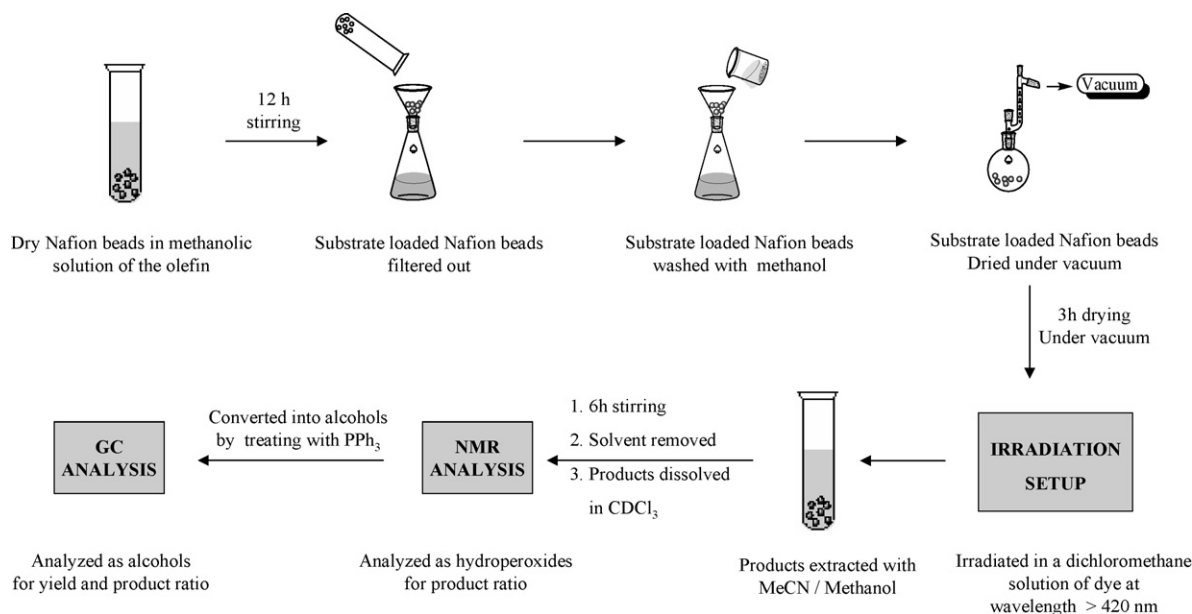 12 h
stirring
Vacuum
Dry Nafion beads in methanolic
solution of the olefin
Substrate loaded Nafion beads
filtered out
Substrate loaded Nafion beads
washed with methanol
Substrate loaded Nafion beads
Dried under vacuum
3h drying
Under vacuum
IRRADIATION
SETUP
Irradiated in a dichloromethane
solution of dye at
wavelength > 420 nm
Products extracted with
MeCN / Methanol
1. 6h stirring
2. Solvent removed
3. Products dissolved
in CDCl3
NMR
ANALYSIS
Analyzed as hydroperoxides
for product ratio
Converted into alcohols
by treating with PPh3
GC
ANALYSIS
Analyzed as alcohols
for yield and product ratio